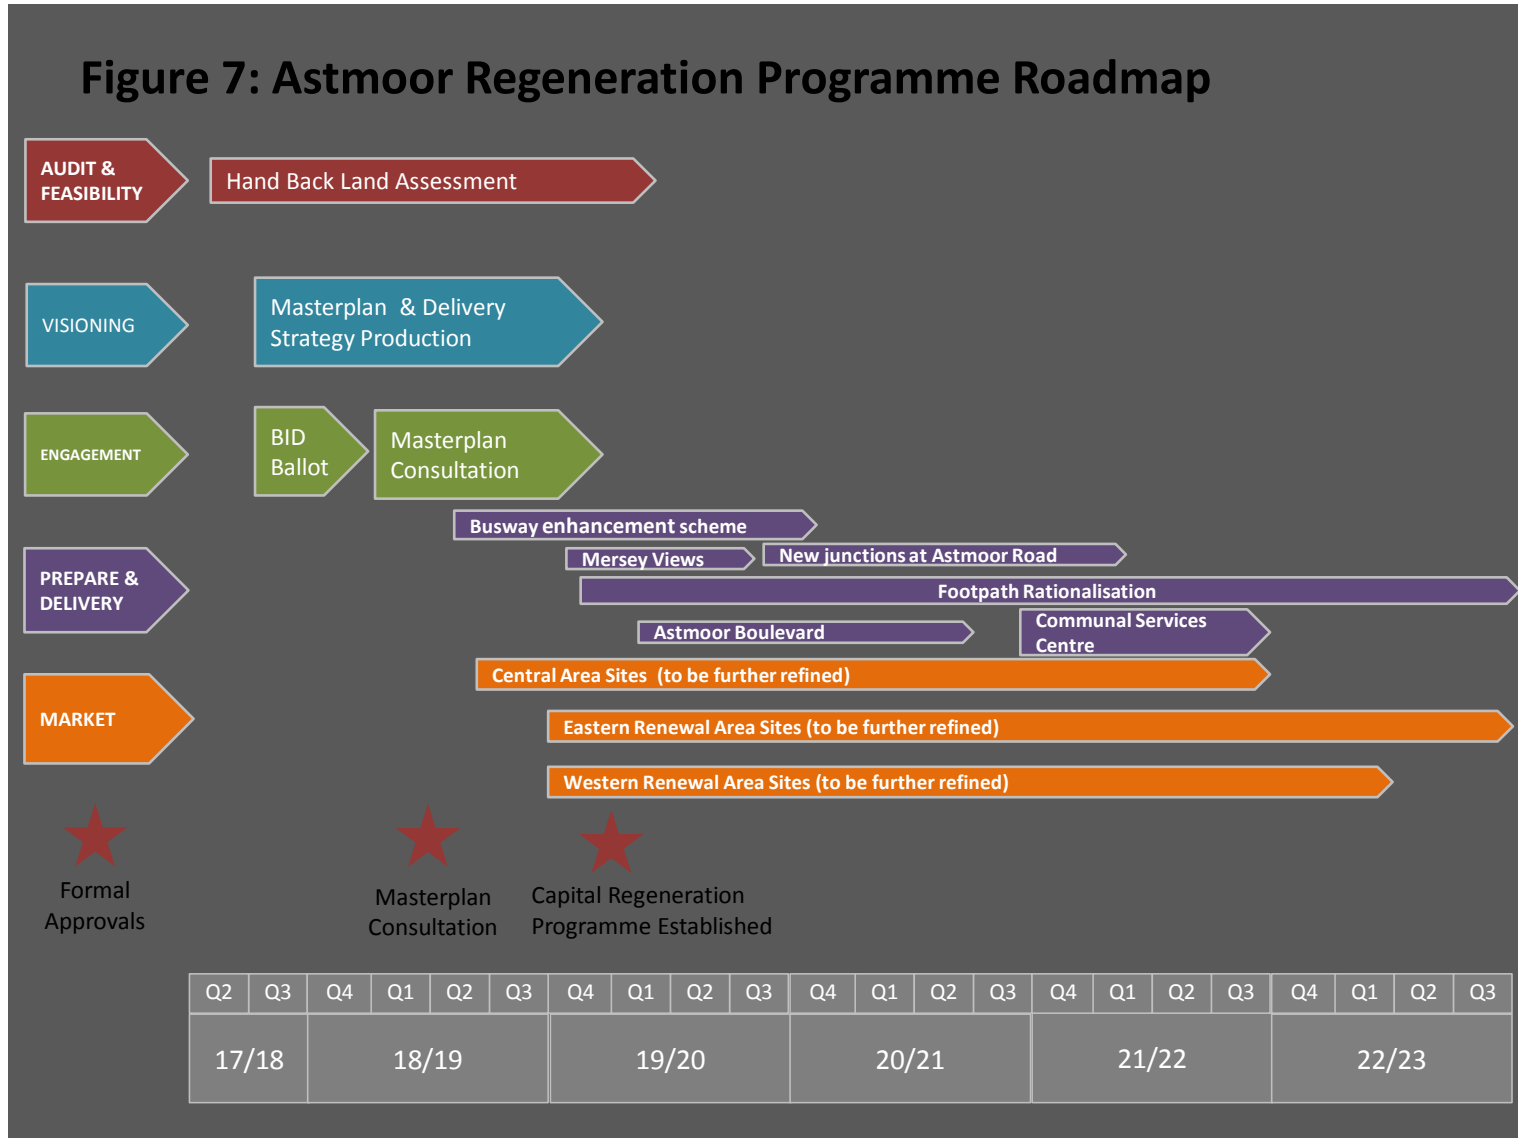 Figure 7: Astmoor Regeneration Programme Roadmap
AUDIT &
FEASIBILITY
Hand Back Land Assessment
VISIONING
Masterplan & Delivery
Strategy Production
ENGAGEMENT
BID
Ballot
Masterplan
Consultation
PREPARE &
DELIVERY
Busway enhancement scheme
Mersey Views
New junctions at Astmoor Road
Footpath Rationalisation
Astmoor Boulevard
Communal Services
Centre
MARKET
Central Area Sites (to be further refined)
Eastern Renewal Area Sites (to be further refined)
Western Renewal Area Sites (to be further refined)
Formal
Approvals
Masterplan
Consultation
Capital Regeneration
Programme Established
Q2 Q3 Q4 Q1 Q2 Q3 Q4 Q1 Q2 Q3 Q4 Q1 Q2 Q3 Q4 Q1 Q2 Q3 Q4 Q1 Q2 Q3
17/18 18/19 19/20 20/21 21/22 22/23